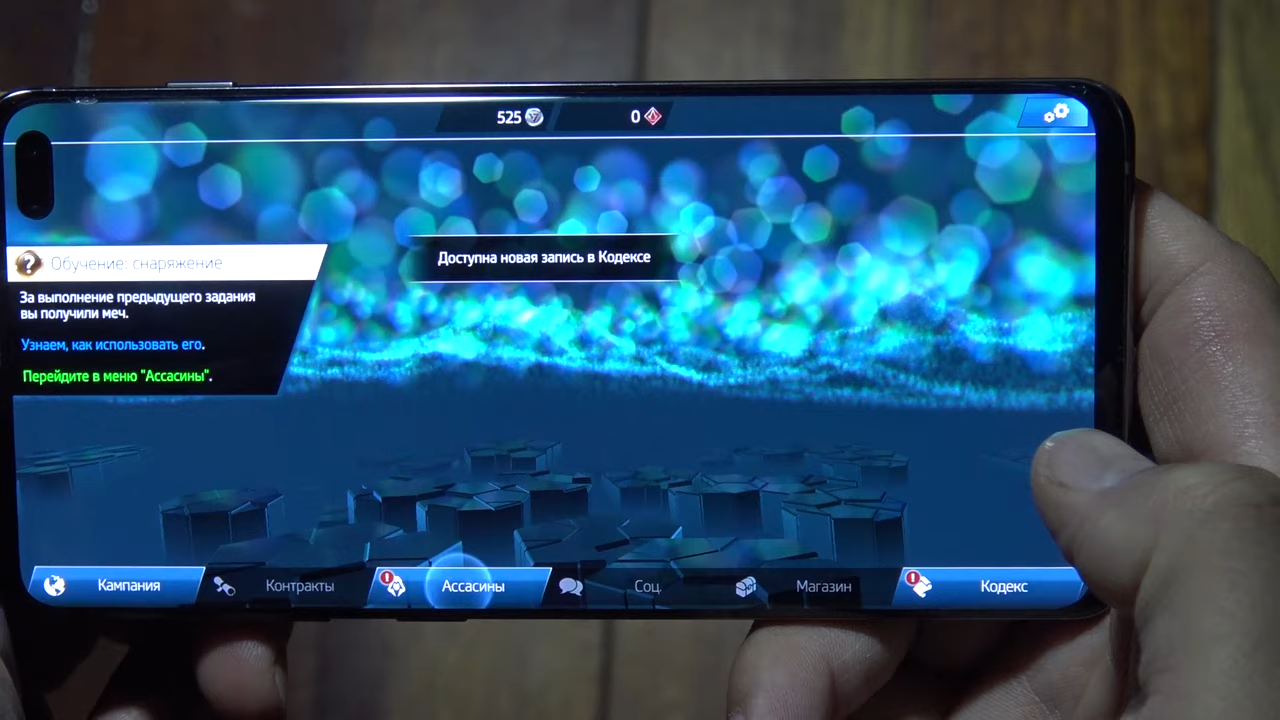 525
0
Обучение: снаряжение
За выполнение предыдущего задания
вы получили меч.
Узнаем, как использовать его.
Перейдите в меню "Ассасины".
Доступна новая запись в Кодексе
Кампания
Контракты
Ассасины
Соц.
Магазин
Кодекс